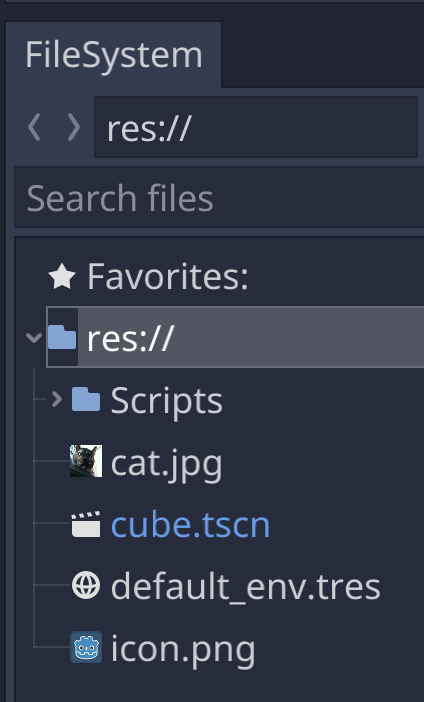 FileSystem
res://
Search files
Favorites:
res://
Scripts
cat.jpg
cube.tscn
default_env.tres
icon.png